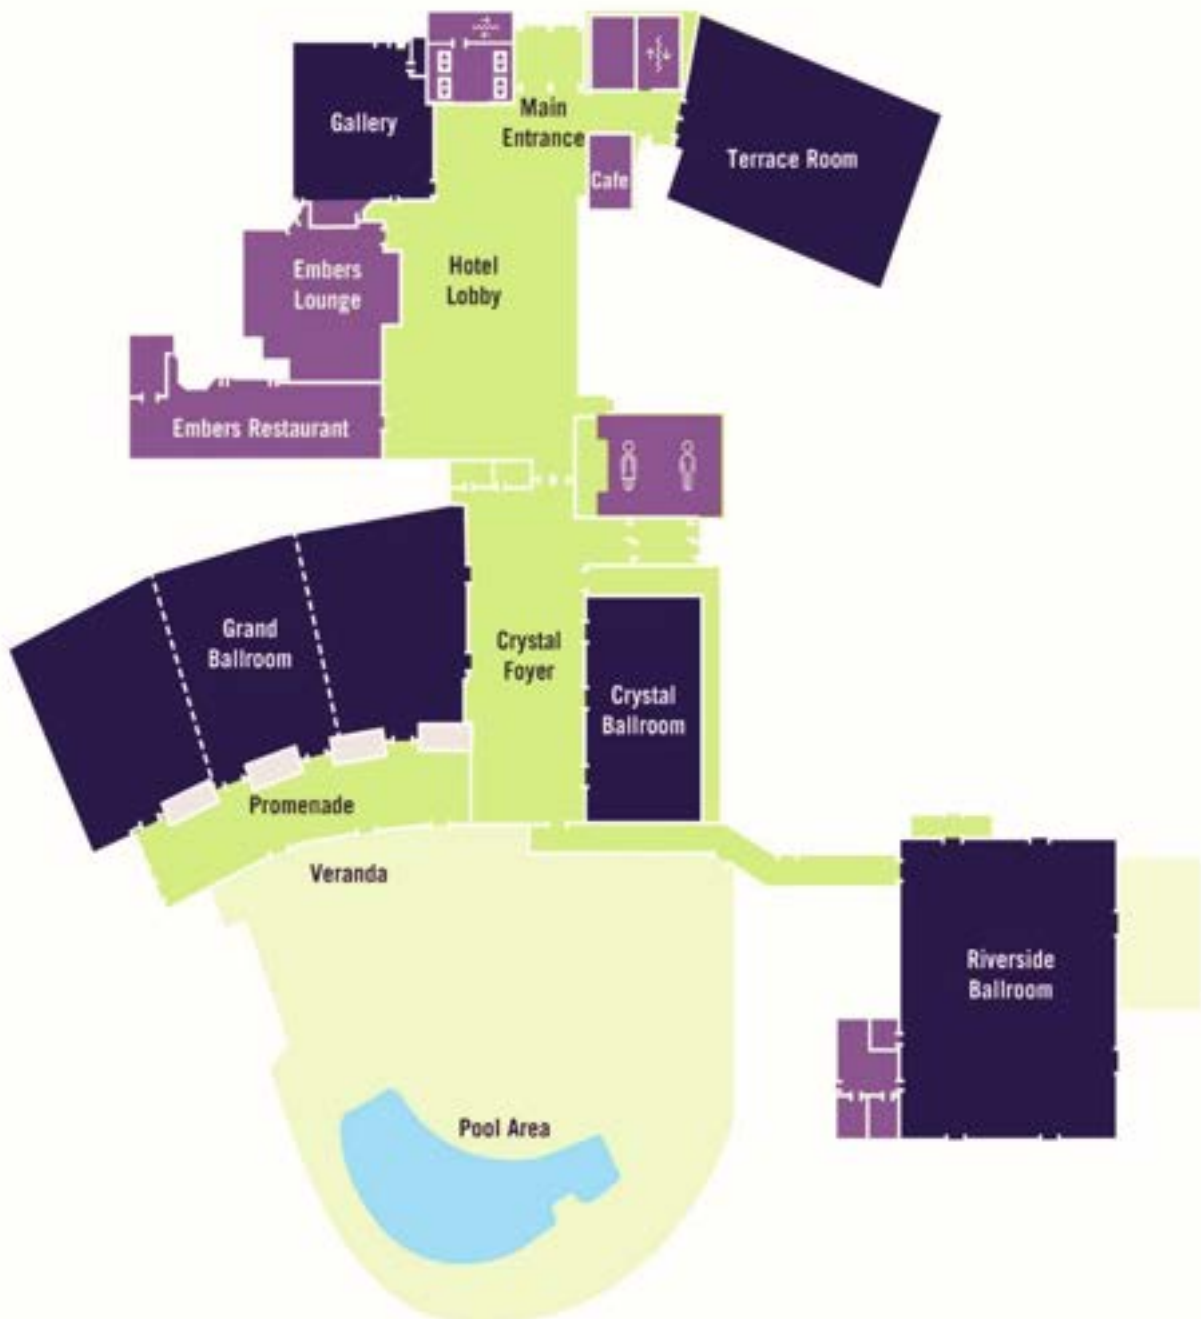 Main
Entrance
Gallery
Terrace Room
Cafe
Embers
Lounge
Hotel
Lobby
Embers Restaurant
Grand
Ballroom
Crystal
Foyer
Crystal
Ballroom
Promenade
Veranda
Riverside
Ballroom
Pool Area